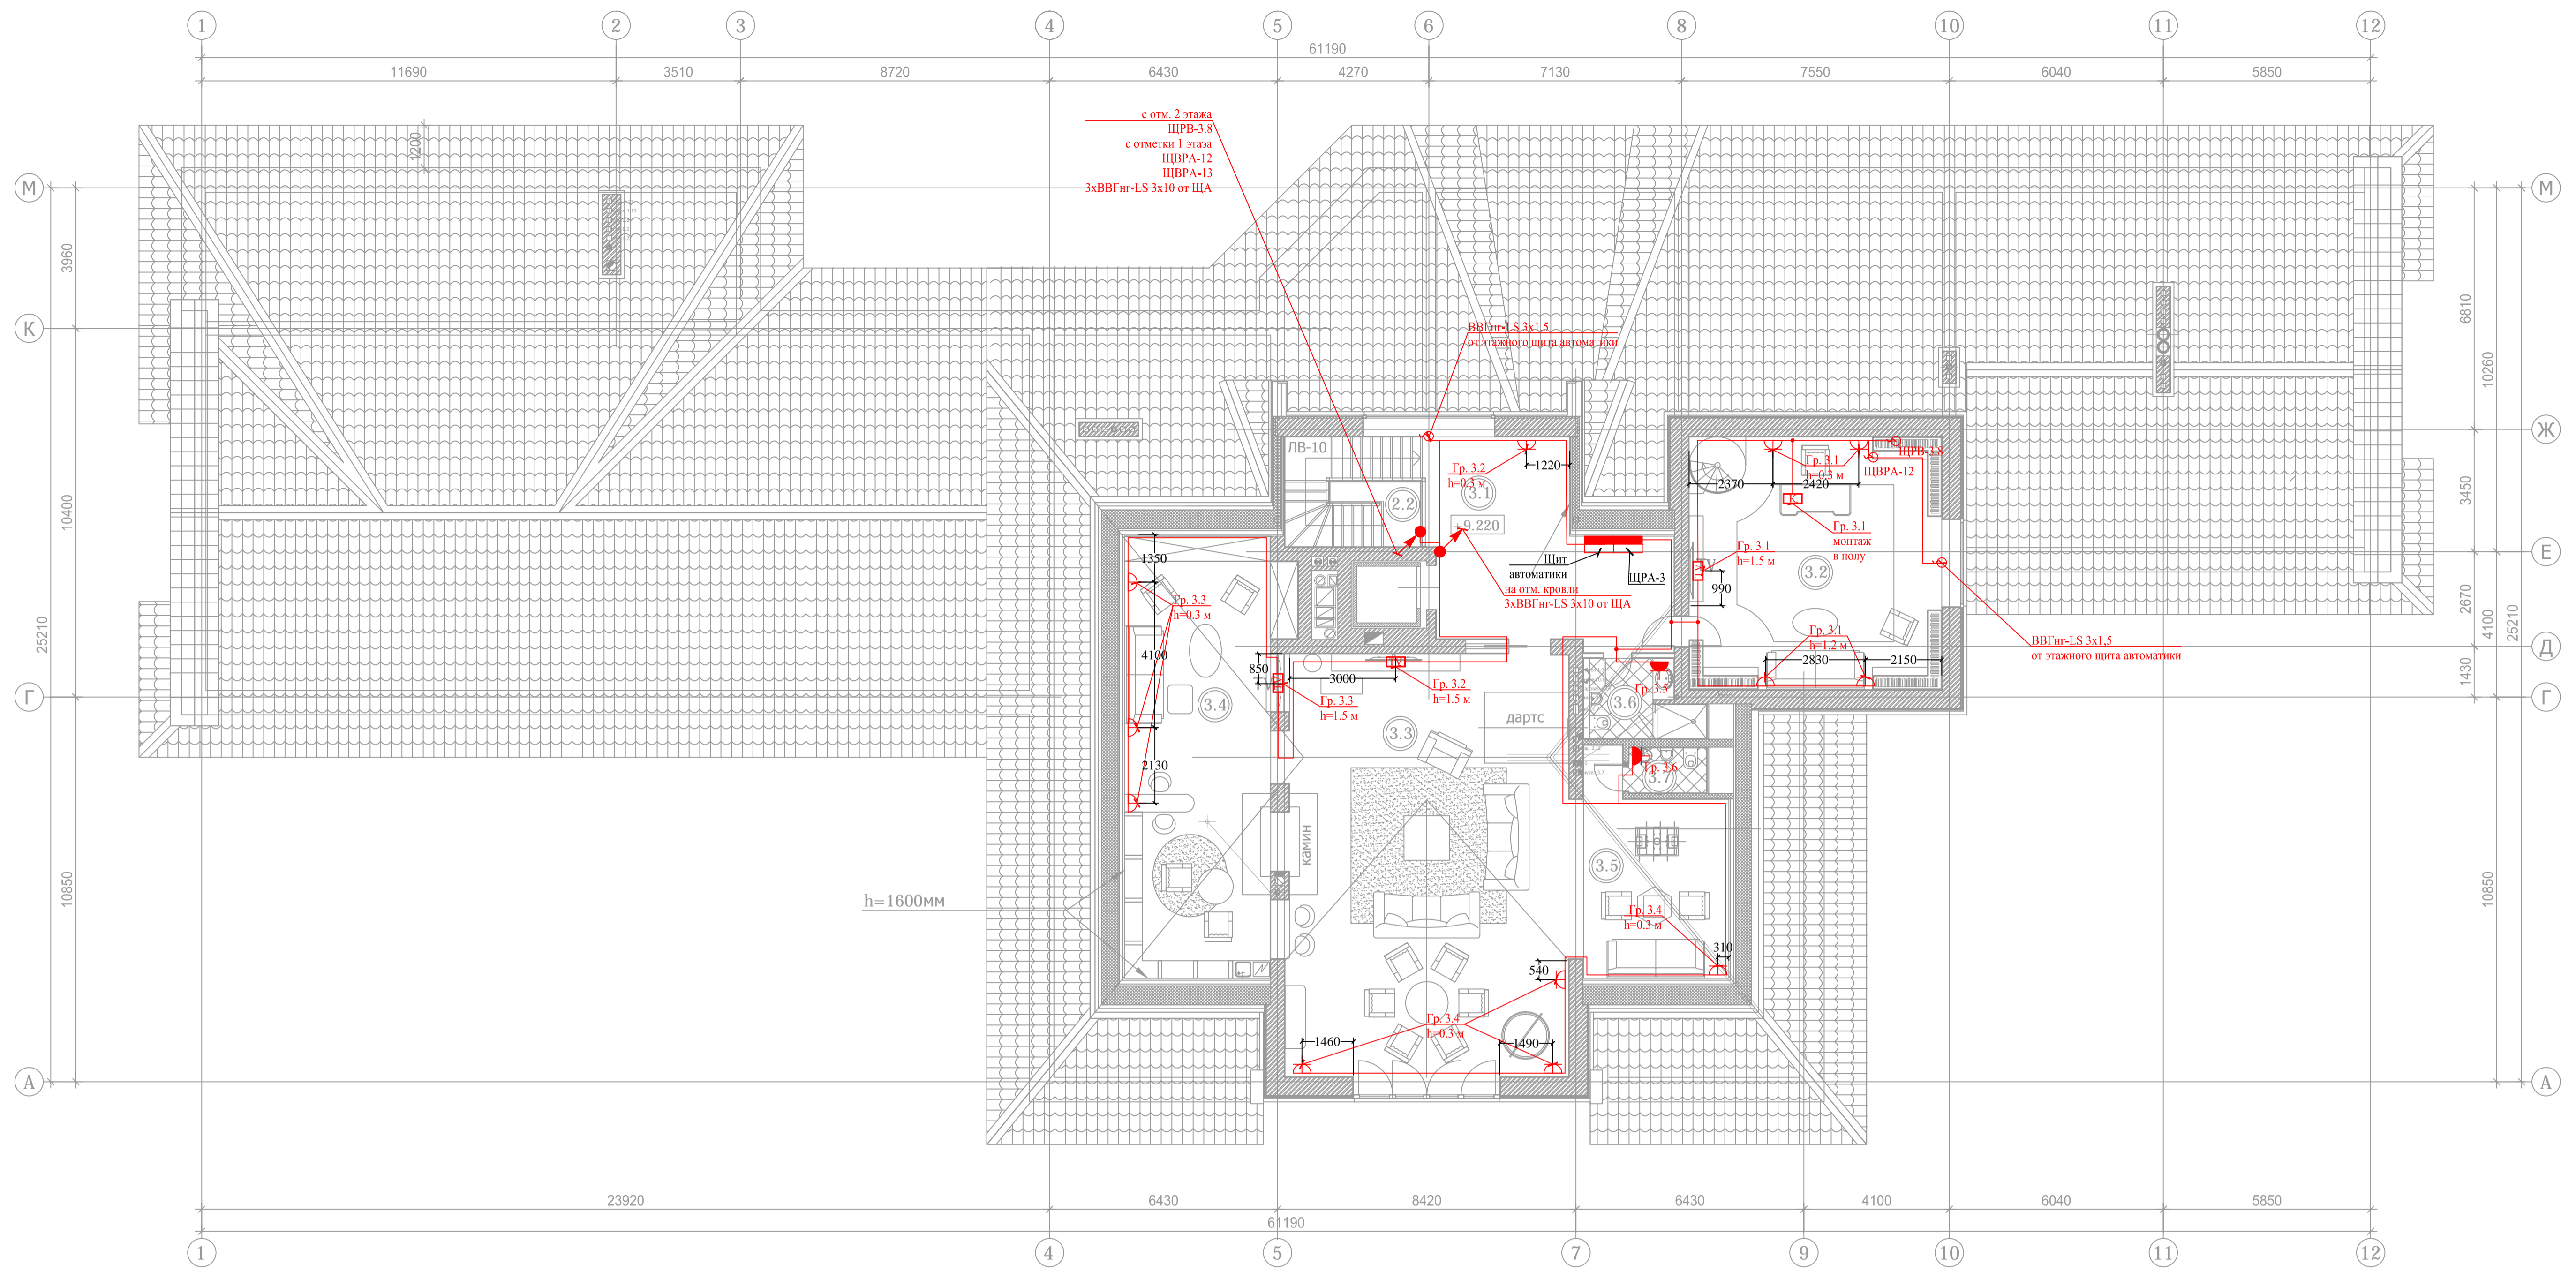 1
2
3
4
5
6
8
10
11
12
61190
11690
3510
8720
6430
4270
7130
7550
6040
5850
с отм. 2 этажа
ЩРВ-3.8
с отметки 1 этаза
ЩВРА-12
ЩВРА-13
3хВВГнг-LS 3х10 от ЩА
1200
М
М
3960
К
6810
10260
ВВГнг-LS 3х1,5
от этажного щита автоматики
Ж
ЛВ-10
2.2
Гр. 3.2
h=0.3 м
3.1
1220
+9.220
Гр. 3.1
h=0.3 м
ЩРВ-3.8
ЩВРА-12
2370
2420
3450
10400
Гр. 3.1
монтаж
в полу
Щит
автоматики
ЩРА-3
на отм. кровли
3хВВГнг-LS 3х10 от ЩА
Гр. 3.1
h=1.5 м
990
3.2
Е
1350
Гр. 3.3
h=0.3 м
4100
2670
4100
25210
25210
Гр. 3.1
h=1.2 м
2830
2150
ВВГнг-LS 3х1,5
от этажного щита автоматики
Д
1430
850
3000
Гр. 3.3
h=1.5 м
Гр. 3.2
h=1.5 м
Гр. 3.5
3.6
3.4
Г
Г
дартс
3.3
2130
Гр. 3.6
3.7
камин
3.5
10850
10850
h=1600мм
Гр. 3.4
h=0.3 м
310
540
Гр. 3.4
h=0.3 м
1460
1490
А
А
23920
6430
8420
6430
4100
6040
5850
61190
1
4
5
7
9
10
11
12